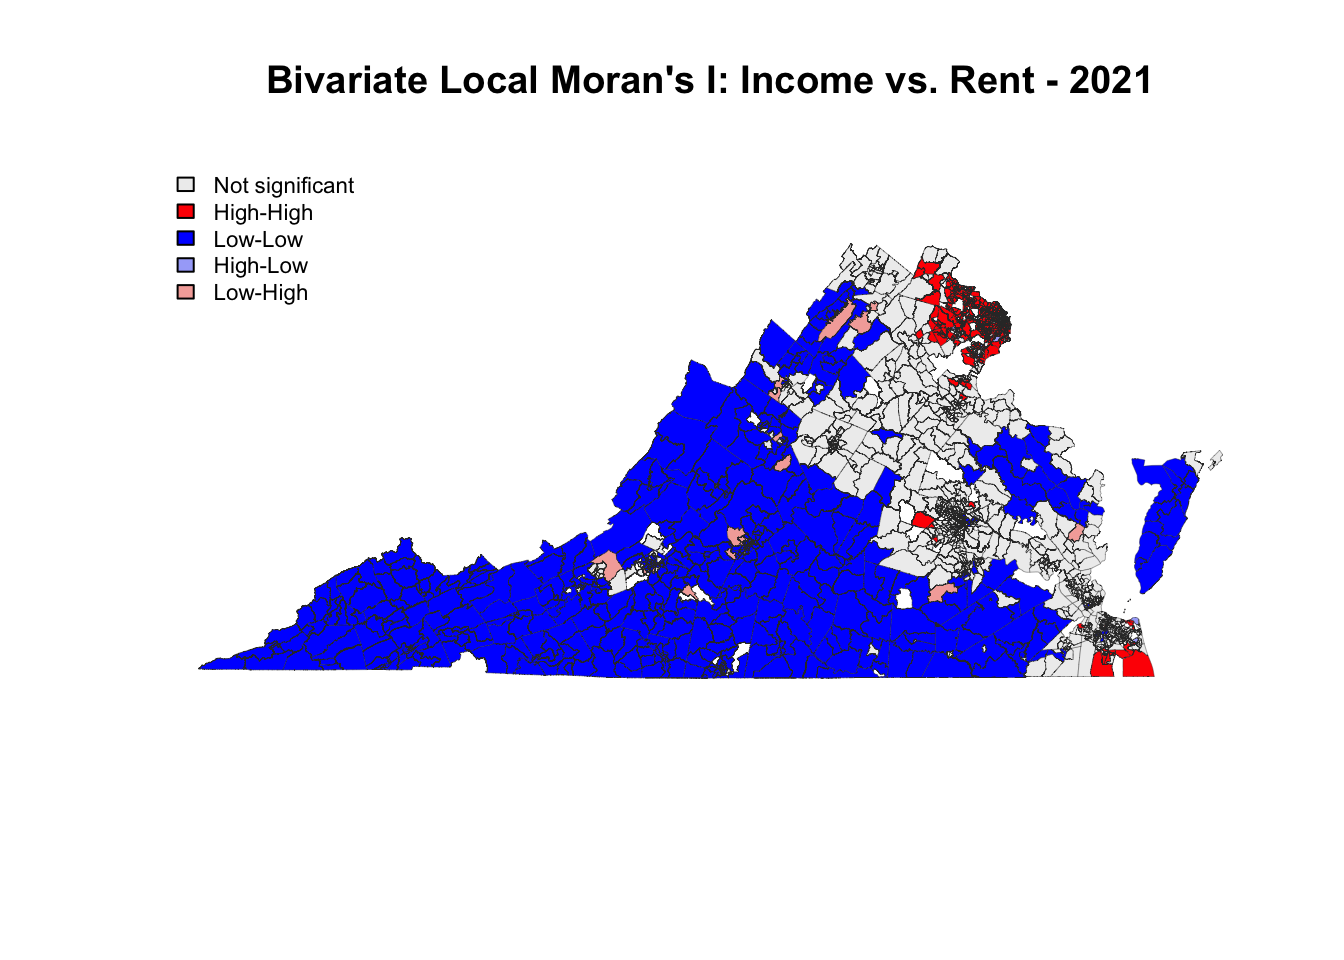 Bivariate Local Moran's I: Income vs. Rent - 2021
Not significant
High-High
Low-Low
High-Low
Low-High